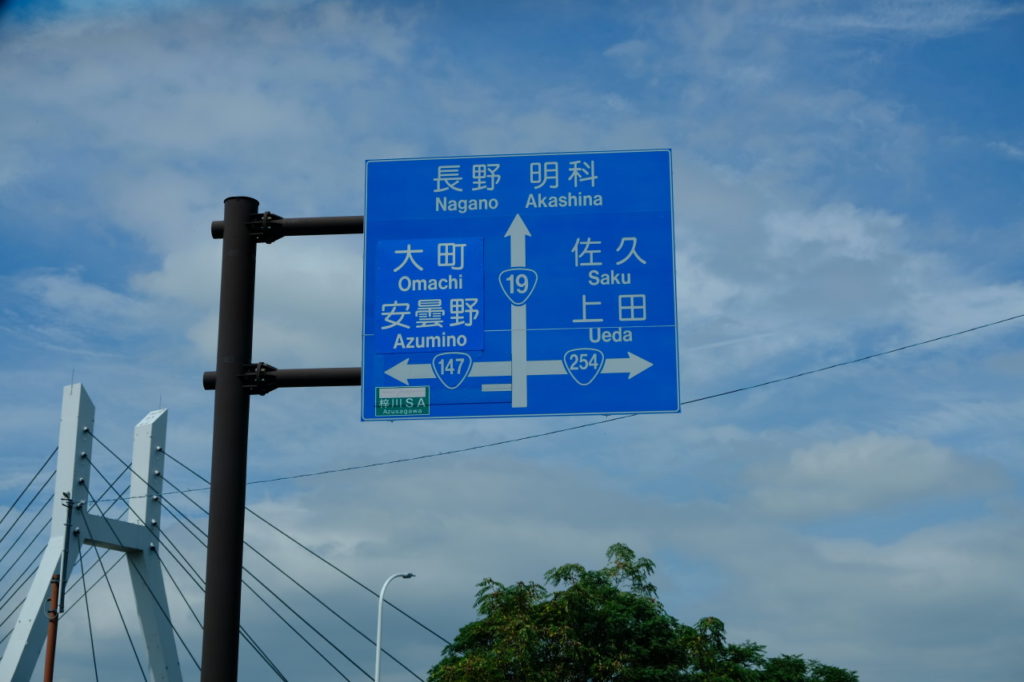 長野 明科
Nagano Akashina
大町
Omachi
安曇野
Azumino
佐久
Saku
上田
Ueda
19
147
254
梓川SA
Azusagawa